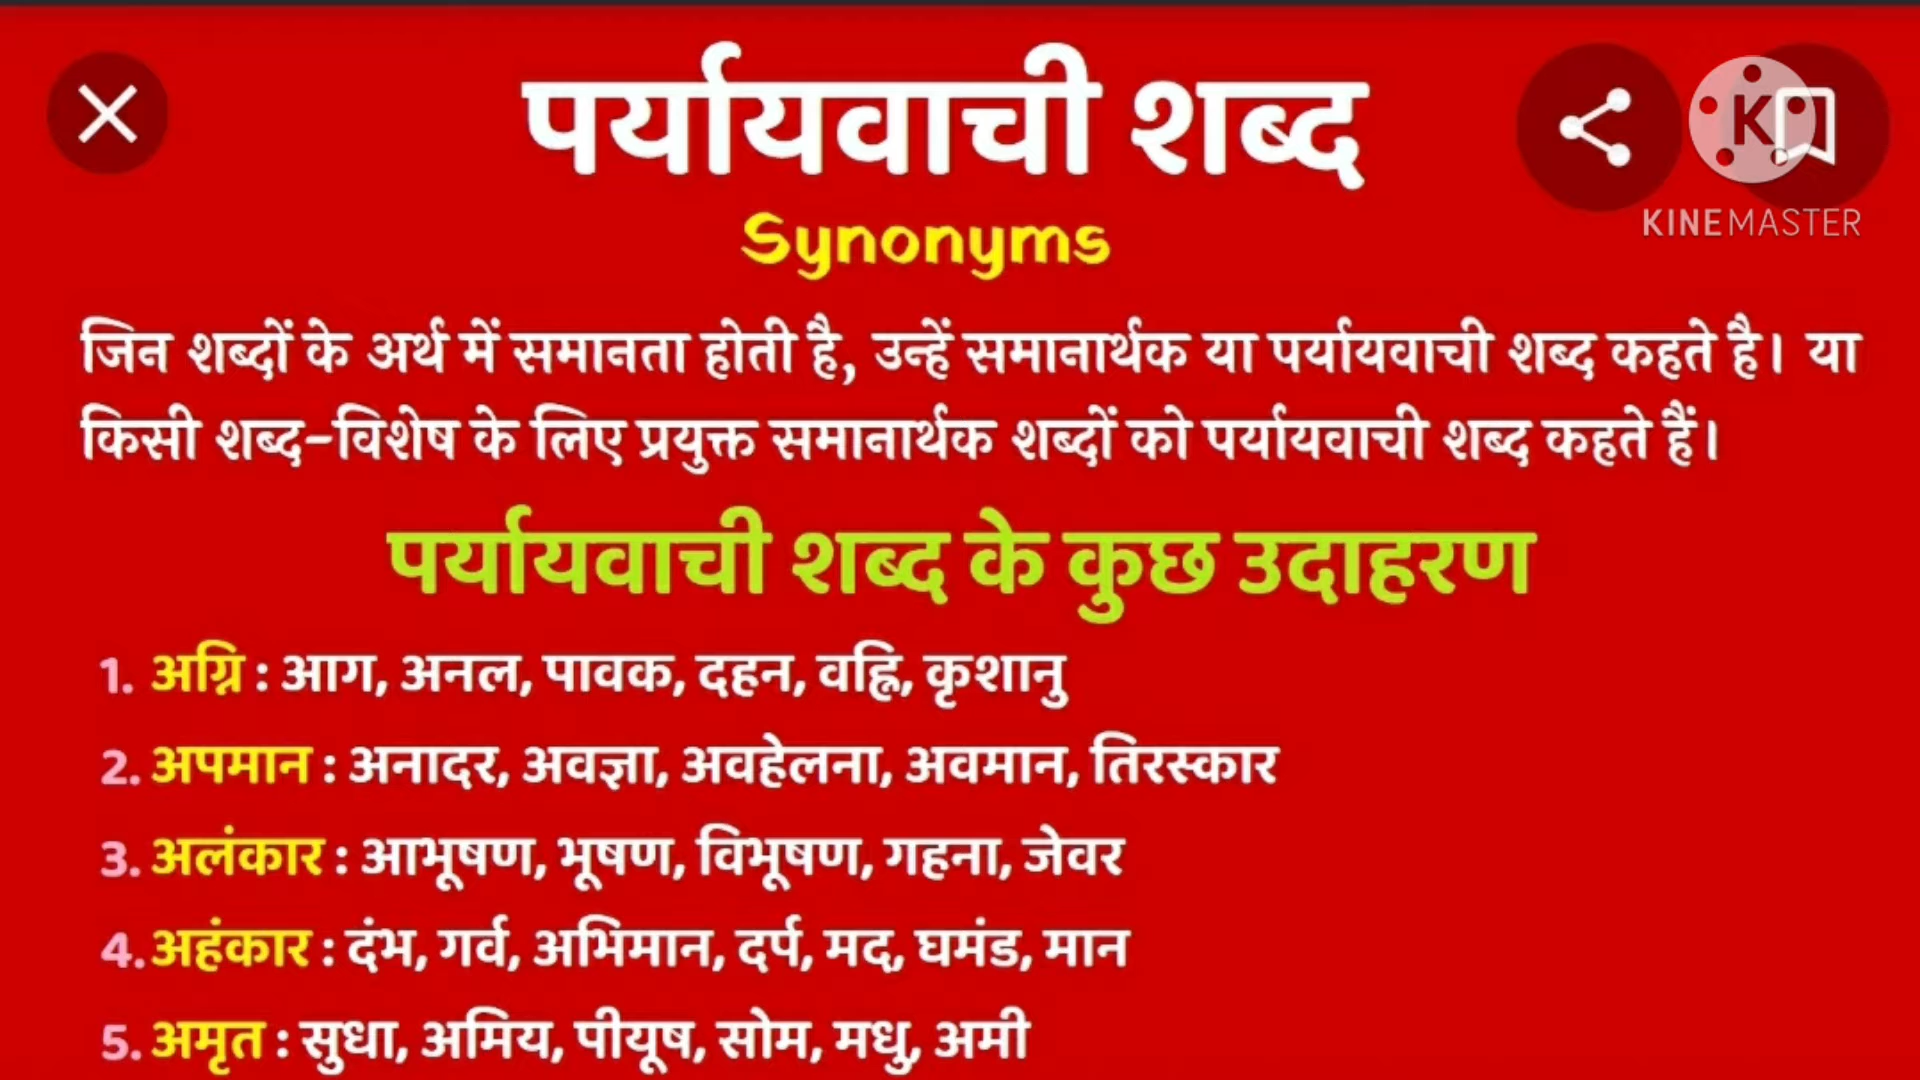 पर्यायवाची शब्द
KINEMASTER
Synonyms
जिन शब्दों के अर्थ में समानता होती है, उन्हें समानार्थक या पर्यायवाची शब्द कहते है। या
किसी शब्द-विशेष के लिए प्रयुक्त समानार्थक शब्दों को पर्यायवाची शब्द कहते हैं।
पर्यायवाची शब्द के कुछ उदाहरण
1. अग्नि : आग, अनल, पावक, दहन, वह्नि, कृशानु
2. अपमान : अनादर, अवज्ञा, अवहेलना, अवमान, तिरस्कार
3. अलंकार : आभूषण, भूषण, विभूषण, गहना, जेवर
4. अहंकार : दंभ, गर्व, अभिमान, दर्प, मद, घमंड, मान
5. अमृत : सुधा, अमिय, पीयूष, सोम, मधु, अमी